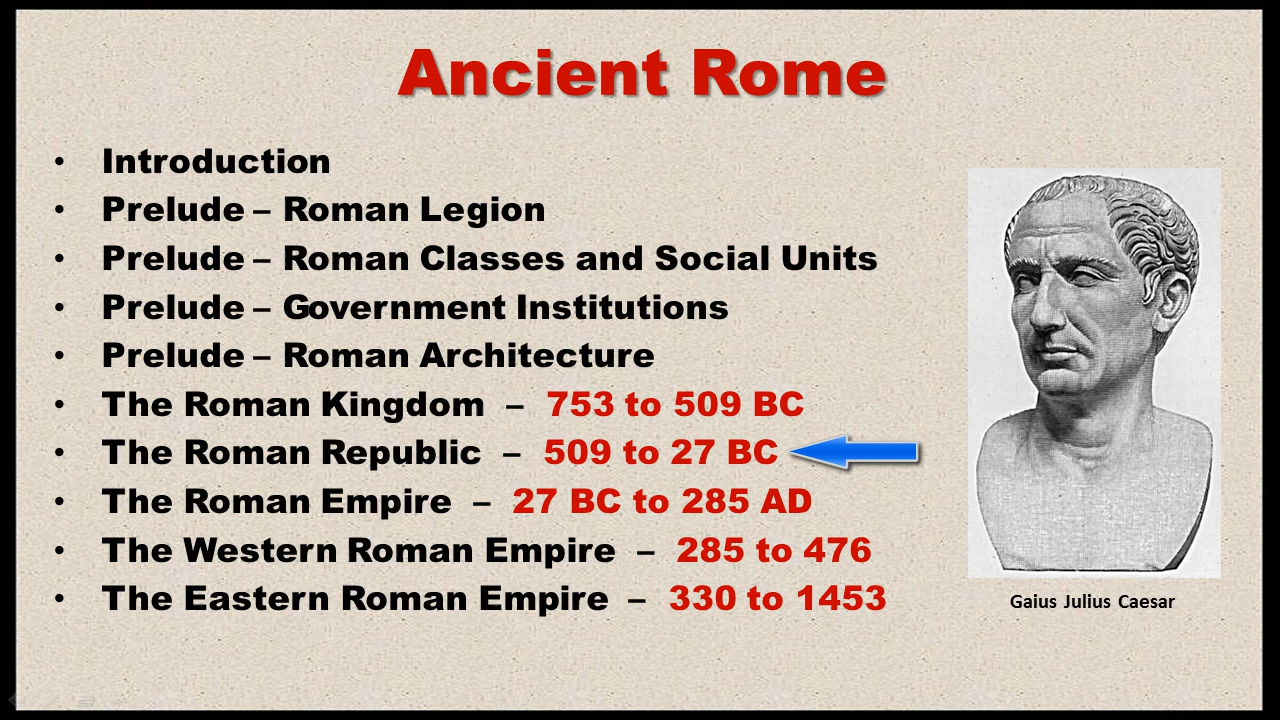 Ancient Rome
• Introduction
• Prelude – Roman Legion
• Prelude – Roman Classes and Social Units
• Prelude – Government Institutions
• Prelude – Roman Architecture
• The Roman Kingdom – 753 to 509 BC
• The Roman Republic – 509 to 27 BC
• The Roman Empire – 27 BC to 285 AD
• The Western Roman Empire – 285 to 476
• The Eastern Roman Empire – 330 to 1453
Gaius Julius Caesar